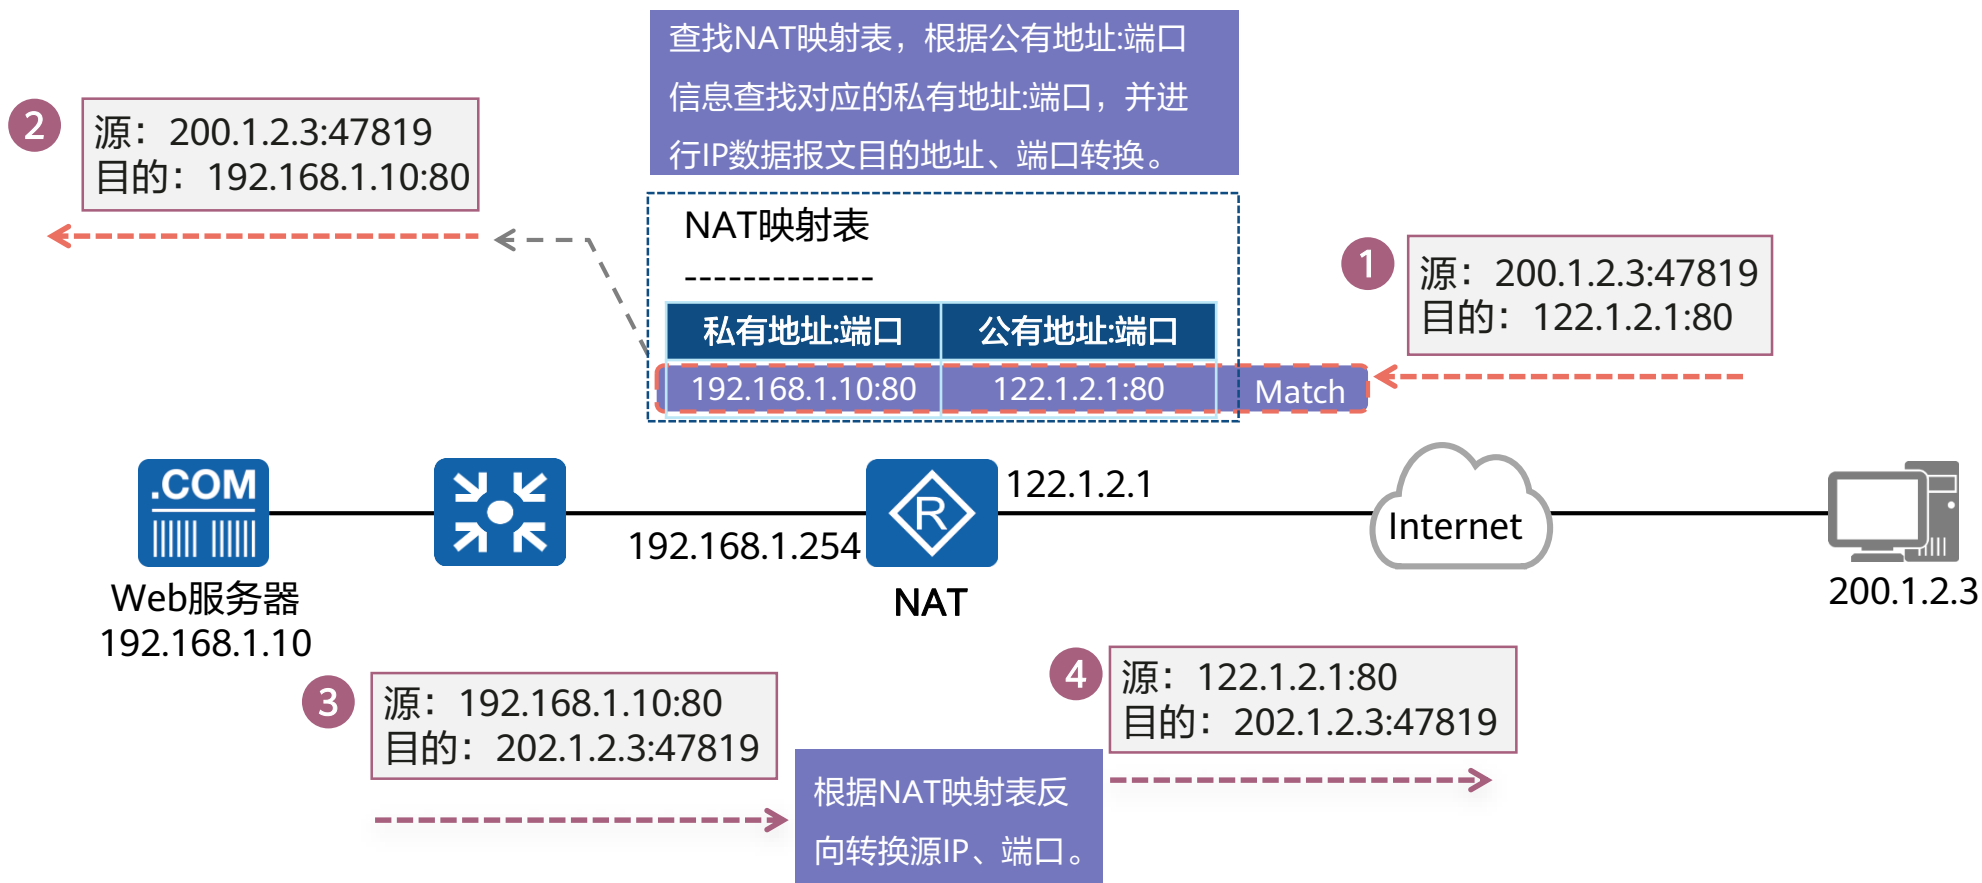 查找NAT映射表，根据公有地址:端口
信息查找对应的私有地址:端口，并进
行IP数据报文目的地址、端口转换。
2
源：200.1.2.3:47819
目的：192.168.1.10:80
NAT映射表
-------------
私有地址:端口 公有地址:端口
192.168.1.10:80 122.1.2.1:80 Match
1
源：200.1.2.3:47819
目的：122.1.2.1:80
.COM
R
122.1.2.1
192.168.1.254
Internet
Web服务器
192.168.1.10
NAT
200.1.2.3
3
源：192.168.1.10:80
目的：202.1.2.3:47819
4
源：122.1.2.1:80
目的：202.1.2.3:47819
根据NAT映射表反
向转换源IP、端口。